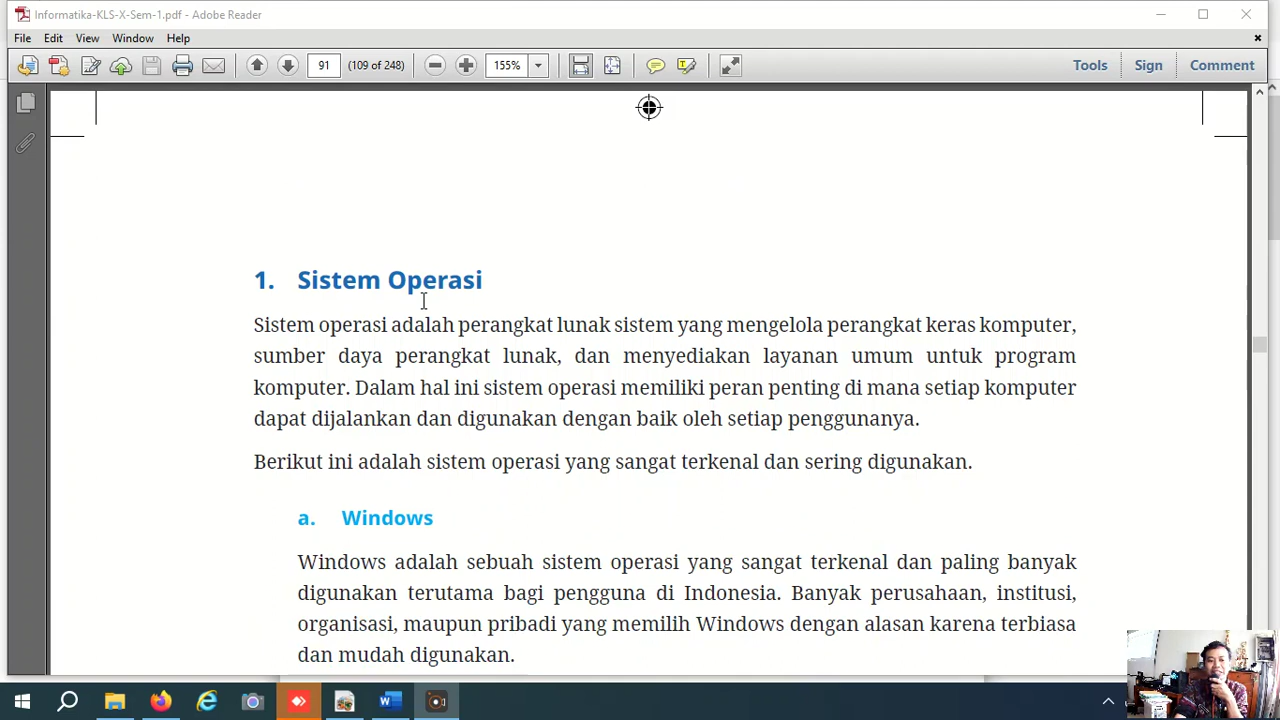 Informatika-KLS-X-Sem-1.pdf - Adobe Reader
File Edit View Window Help
91 (109 of 248) 155% Tools Sign Comment
1. Sistem Operasi
Sistem operasi adalah perangkat lunak sistem yang mengelola perangkat keras komputer,
sumber daya perangkat lunak, dan menyediakan layanan umum untuk program
komputer. Dalam hal ini sistem operasi memiliki peran penting di mana setiap komputer
dapat dijalankan dan digunakan dengan baik oleh setiap penggunanya.
Berikut ini adalah sistem operasi yang sangat terkenal dan sering digunakan.
a. Windows
Windows adalah sebuah sistem operasi yang sangat terkenal dan paling banyak
digunakan terutama bagi pengguna di Indonesia. Banyak perusahaan, institusi,
organisasi, maupun pribadi yang memilih Windows dengan alasan karena terbiasa
dan mudah digunakan.